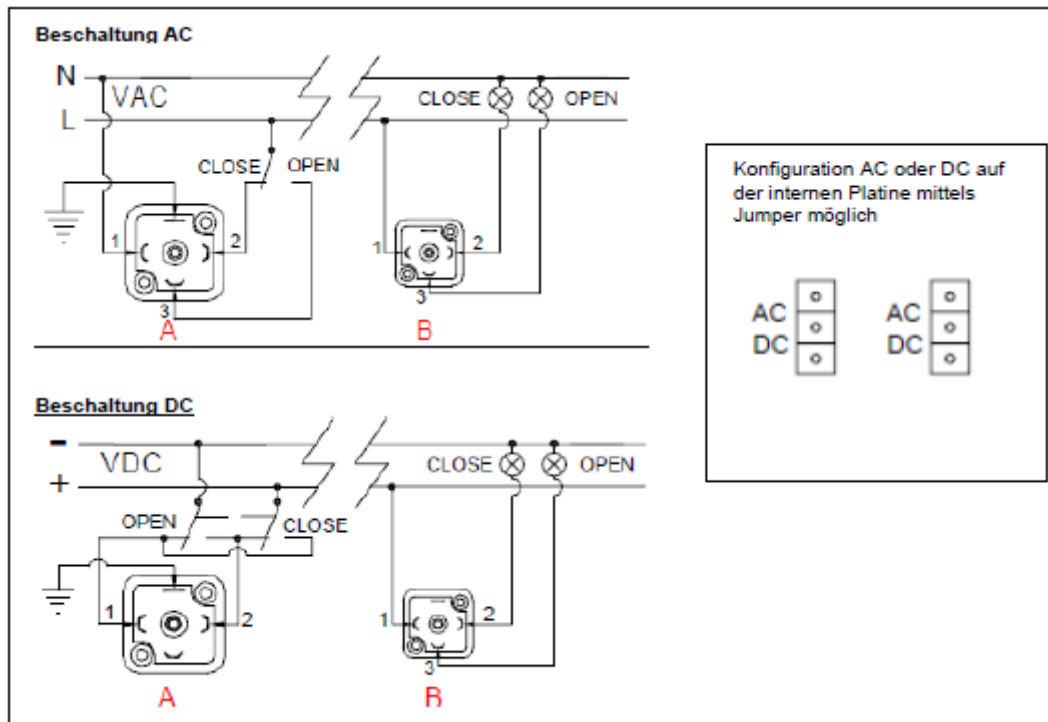 Beschaltung AC
N
VAC
L
CLOSE
OPEN
CLOSE
OPEN
1
2
3
A
1
2
3
B
Beschaltung DC
-
VDC
+
CLOSE
OPEN
OPEN
CLOSE
1
2
A
1
2
3
B
Konfiguration AC oder DC auf
der internen Platine mittels
Jumper möglich
AC
DC
AC
DC